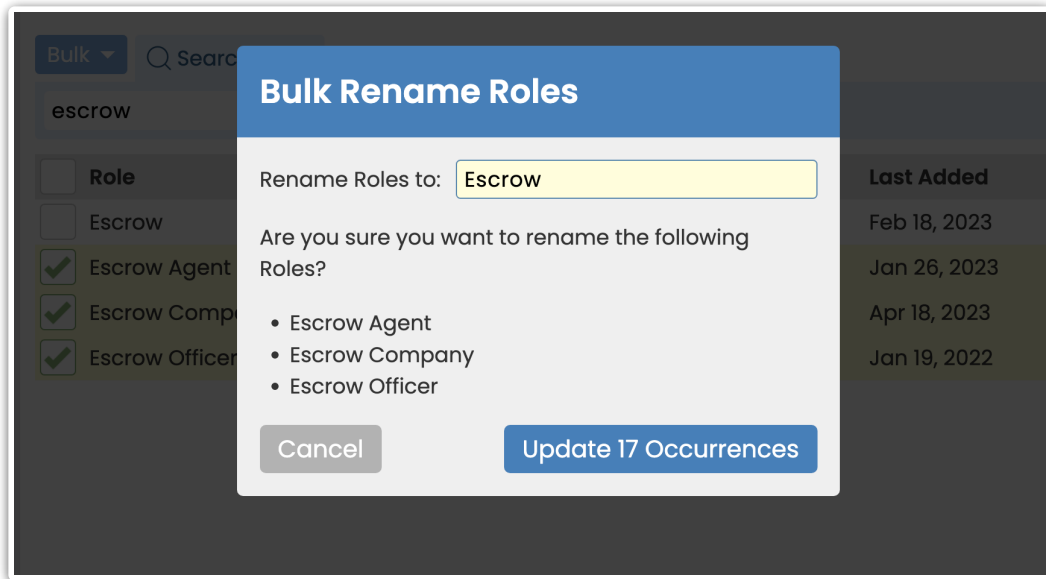 Bulk
Searc
escrow
Role
Last Added
Escrow
Feb 18, 2023
Escrow Agent
Jan 26, 2023
Escrow Comp
Apr 18, 2023
Escrow Officer
Jan 19, 2022
Bulk Rename Roles
Rename Roles to: Escrow
Are you sure you want to rename the following
Roles?
• Escrow Agent
• Escrow Company
• Escrow Officer
Cancel
Update 17 Occurrences